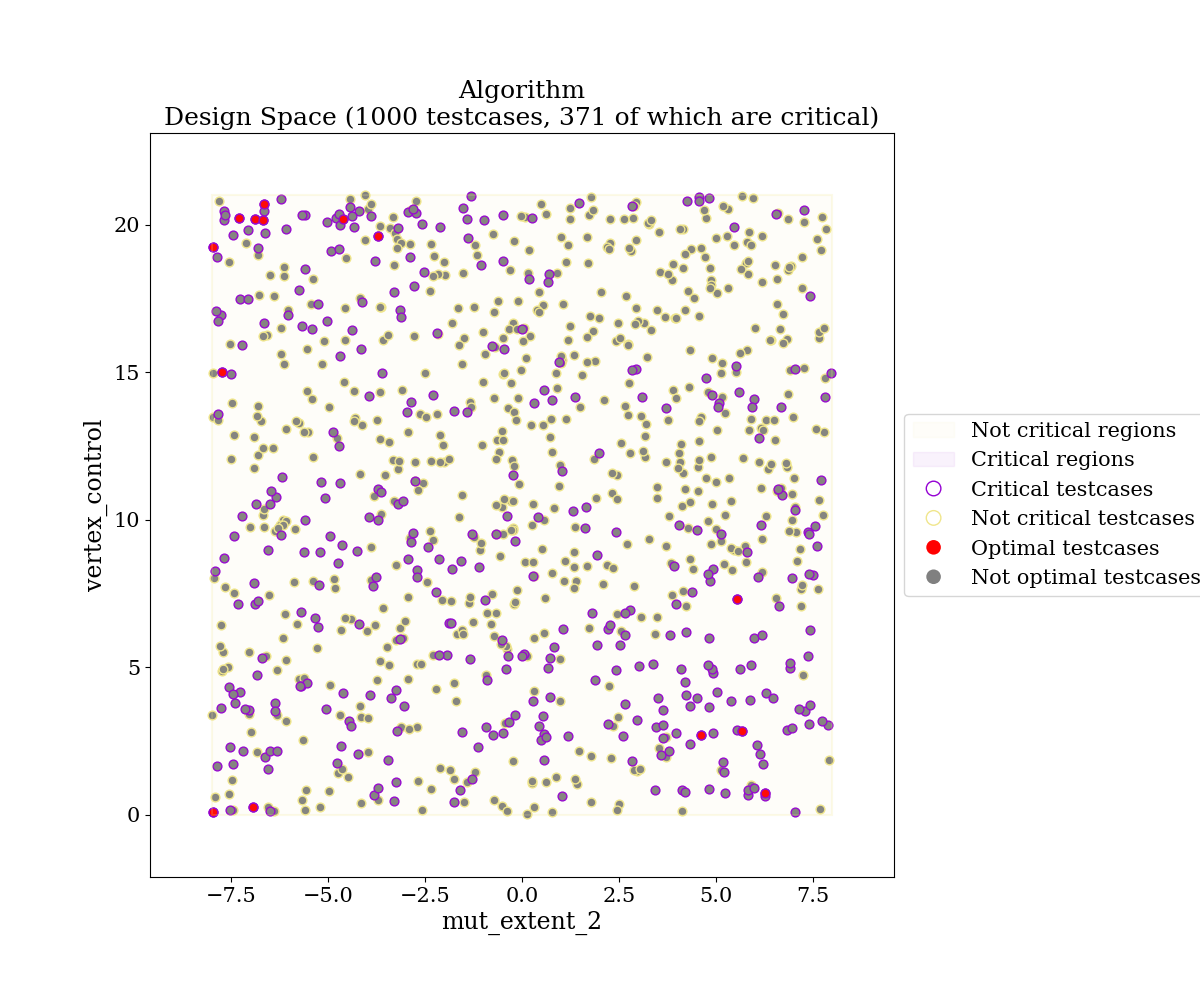 Algorithm
Design Space (1000 testcases, 371 of which are critical)
20
15
10
5
0
vertex_control
−7.5 −5.0 −2.5 0.0 2.5 5.0 7.5
mut_extent_2
Not critical regions
Critical regions
Critical testcases
Not critical testcases
Optimal testcases
Not optimal testcases